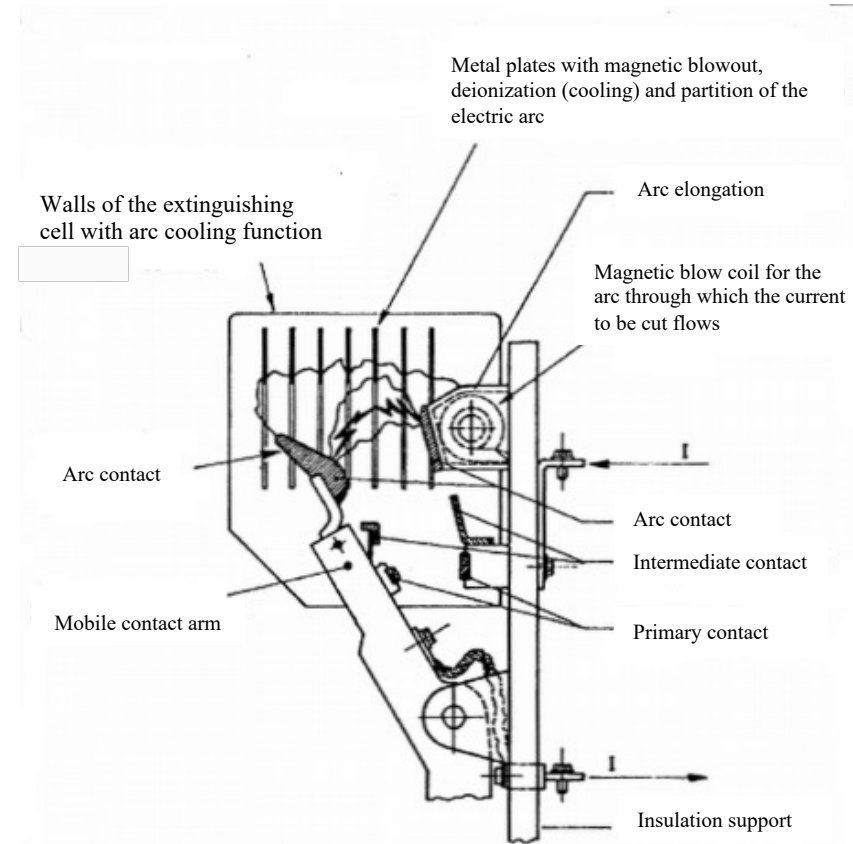 Metal plates with magnetic blowout,
deionization (cooling) and partition of the
electric arc
Arc elongation
Walls of the extinguishing
cell with arc cooling function
Magnetic blow coil for the
arc through which the current
to be cut flows
I
Arc contact
Arc contact
Intermediate contact
Mobile contact arm
Primary contact
I
Insulation support